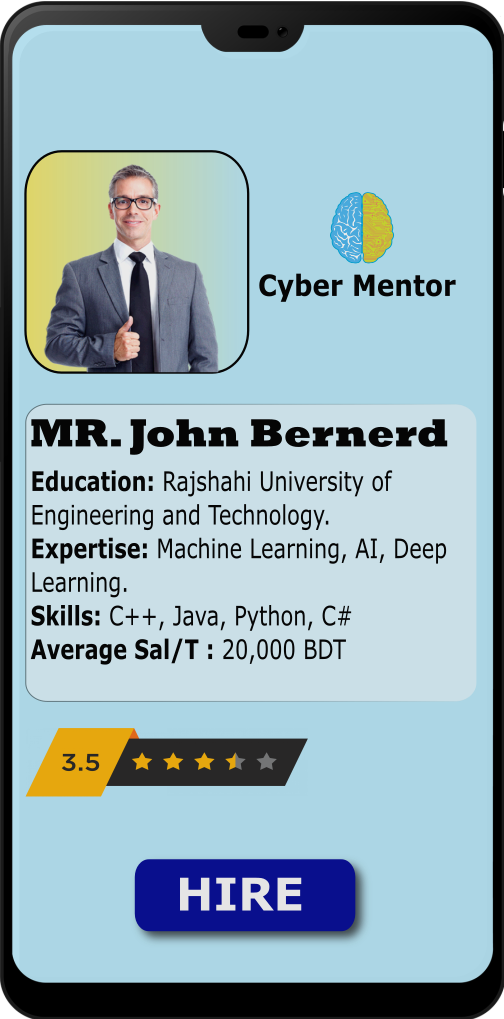 Cyber Mentor
MR. John Bernerd
Education: Rajshahi University of
Engineering and Technology.
Expertise: Machine Learning, AI, Deep
Learning.
Skills: C++, Java, Python, C#
Average Sal/T : 20,000 BDT
3.5
HIRE